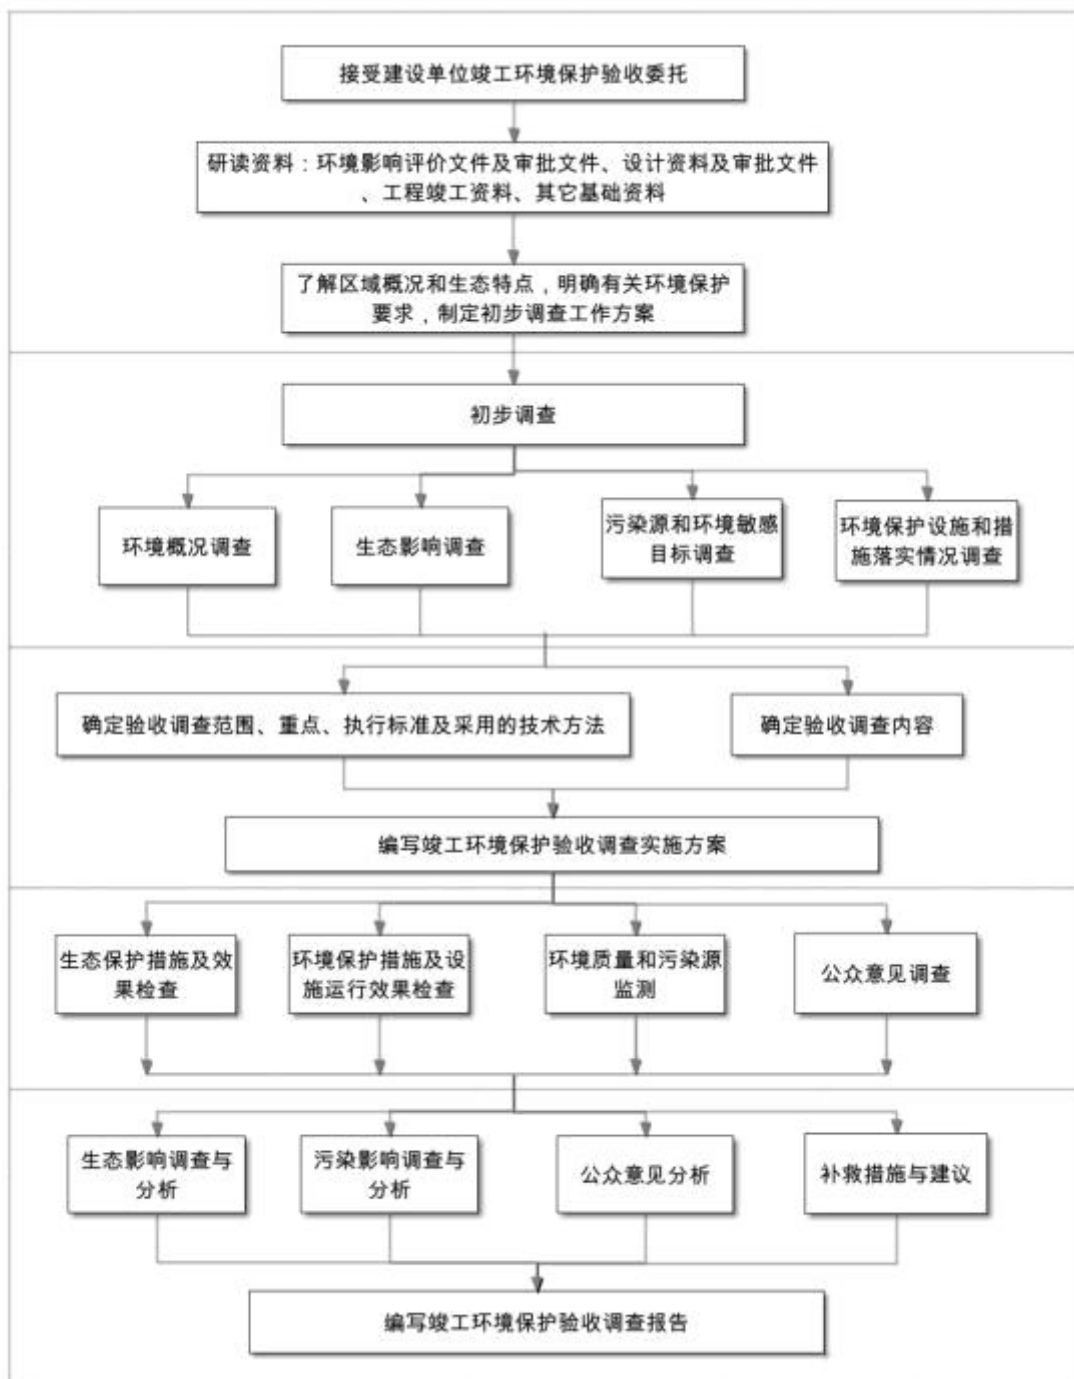 接受建设单位竣工环境保护验收委托
研读资料：环境影响评价文件及审批文件、设计资料及审批文件
、工程竣工资料、其它基础资料
了解区域概况和生态特点，明确有关环境保护
要求，制定初步调查工作方案
初步调查
环境概况调查
生态影响调查
污染源和环境敏感
目标调查
环境保护设施和措
施落实情况调查
确定验收调查范围、重点、执行标准及采用的技术方法
确定验收调查内容
编写竣工环境保护验收调查实施方案
生态保护措施及效
果检查
环境保护措施及设
施运行效果检查
环境质量和污染源
监测
公众意见调查
生态影响调查与
分析
污染影响调查与
分析
公众意见分析
补救措施与建议
编写竣工环境保护验收调查报告